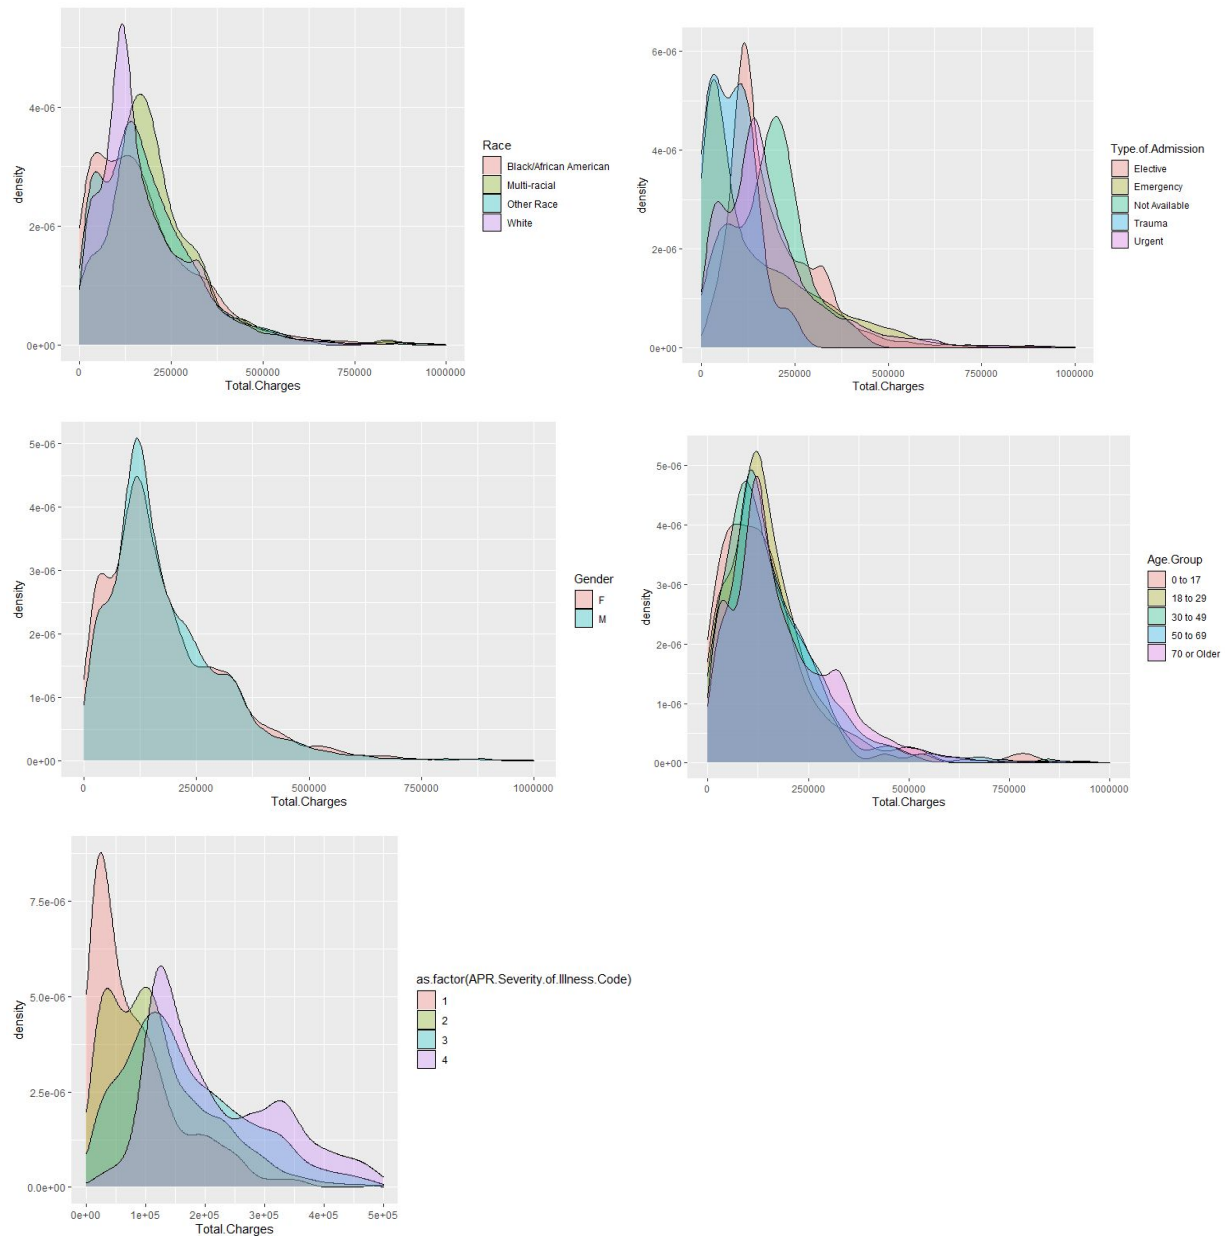 density
4e-06
2e-06
0e+00
0
250000
500000
750000
1000000
Total.Charges
Race
Black/African American
Multi-racial
Other Race
White
density
6e-06
4e-06
2e-06
0e+00
0
250000
500000
750000
1000000
Total.Charges
Type.of.Admission
Elective
Emergency
Not Available
Trauma
Urgent
density
5e-06
4e-06
3e-06
2e-06
1e-06
0e+00
0
250000
500000
750000
1000000
Total.Charges
Gender
F
M
density
5e-06
4e-06
3e-06
2e-06
1e-06
0e+00
0
250000
500000
750000
1000000
Total.Charges
Age.Group
0 to 17
18 to 29
30 to 49
50 to 69
70 or Older
density
7.5e-06
5.0e-06
2.5e-06
0.0e+00
0e+00
1e+05
2e+05
3e+05
4e+05
5e+05
Total.Charges
as.factor(APR.Severity.of.Illness.Code)
1
2
3
4